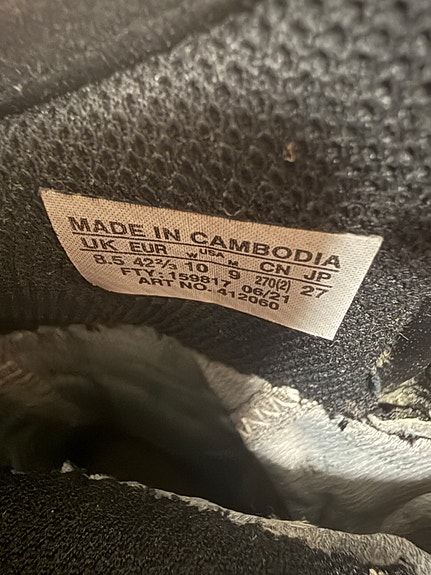 MADE IN CAMBODIA
UK EUR W USA M CN JP
8.5 42⅔ 10 9 270(2) 27
FTY: 159817 06/21
ART NO. 412060